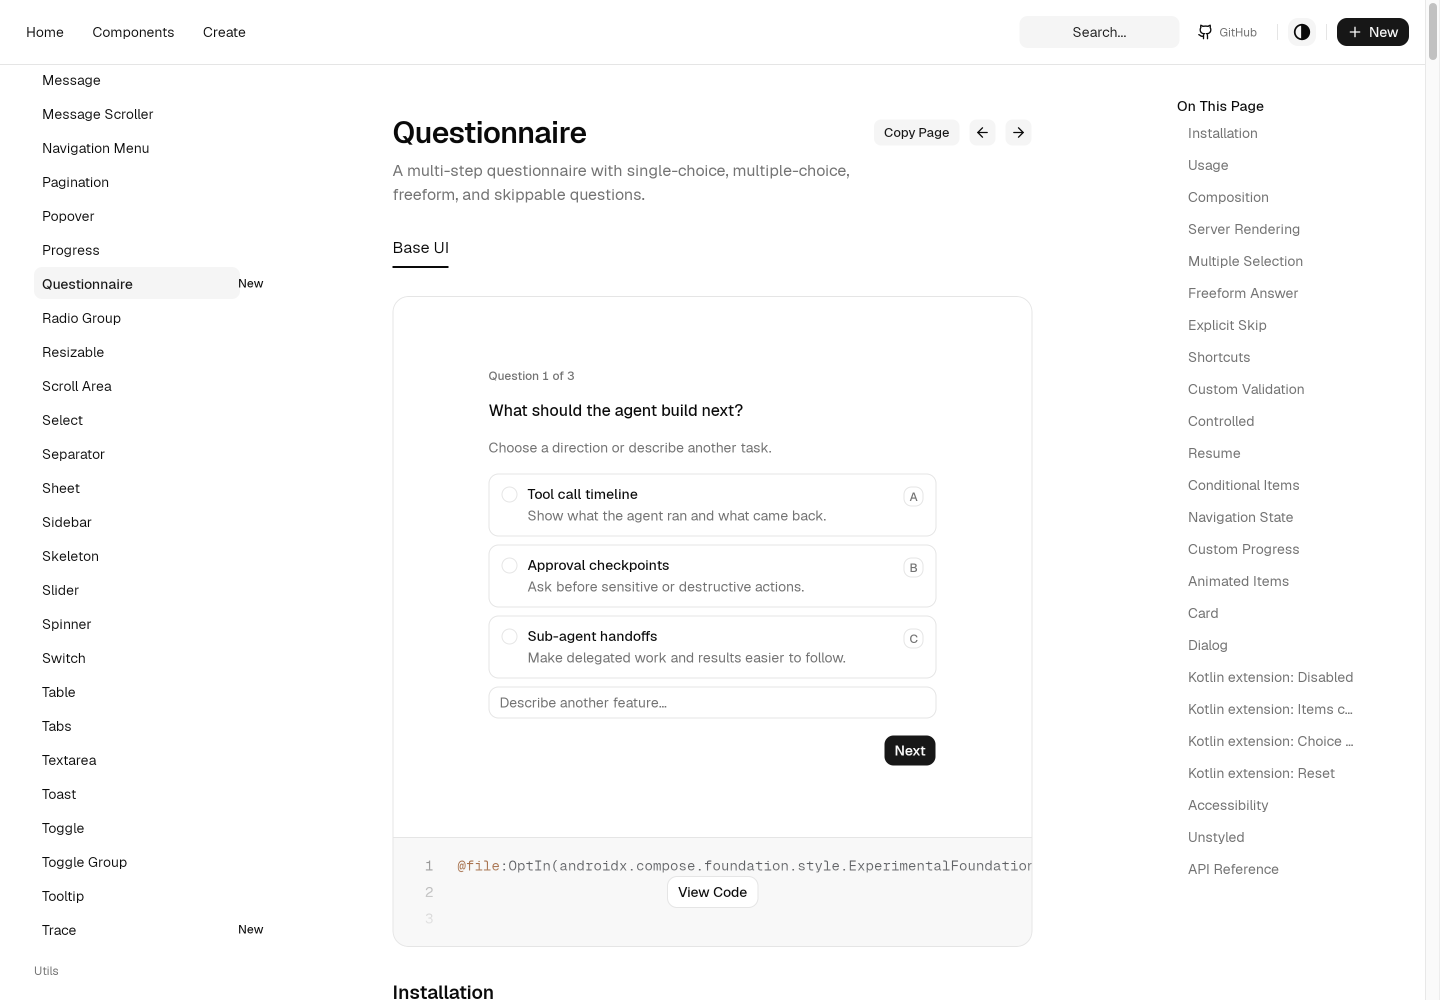 Home
Components
Create
Search...
GitHub
New
Message
Message Scroller
Navigation Menu
Pagination
Popover
Progress
Questionnaire
New
Radio Group
Resizable
Scroll Area
Select
Separator
Sheet
Sidebar
Skeleton
Slider
Spinner
Switch
Table
Tabs
Textarea
Toast
Toggle
Toggle Group
Tooltip
Trace
New
Utils
Questionnaire
Copy Page
A multi-step questionnaire with single-choice, multiple-choice,
freeform, and skippable questions.
Base UI
Question 1 of 3
What should the agent build next?
Choose a direction or describe another task.
Tool call timeline
A
Show what the agent ran and what came back.
Approval checkpoints
B
Ask before sensitive or destructive actions.
Sub-agent handoffs
C
Make delegated work and results easier to follow.
Describe another feature...
Next
1 @file:OptIn(androidx.compose.foundation.style.ExperimentalFoundation
2
View Code
3
Installation
On This Page
Installation
Usage
Composition
Server Rendering
Multiple Selection
Freeform Answer
Explicit Skip
Shortcuts
Custom Validation
Controlled
Resume
Conditional Items
Navigation State
Custom Progress
Animated Items
Card
Dialog
Kotlin extension: Disabled
Kotlin extension: Items c...
Kotlin extension: Choice ...
Kotlin extension: Reset
Accessibility
Unstyled
API Reference